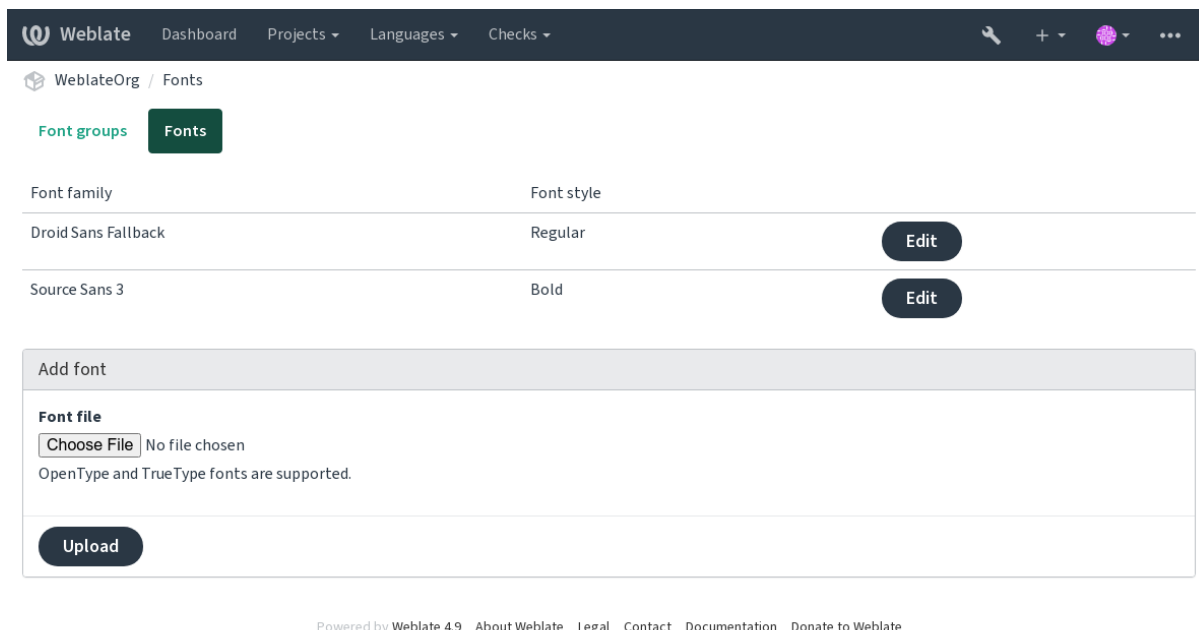 Weblate Dashboard Projects Languages Checks
WeblateOrg / Fonts
Font groups Fonts
Font family Font style
Droid Sans Fallback Regular Edit
Source Sans 3 Bold Edit
Add font
Font file
Choose File No file chosen
OpenType and TrueType fonts are supported.
Upload
Powered by Weblate 4.9 About Weblate Legal Contact Documentation Donate to Weblate